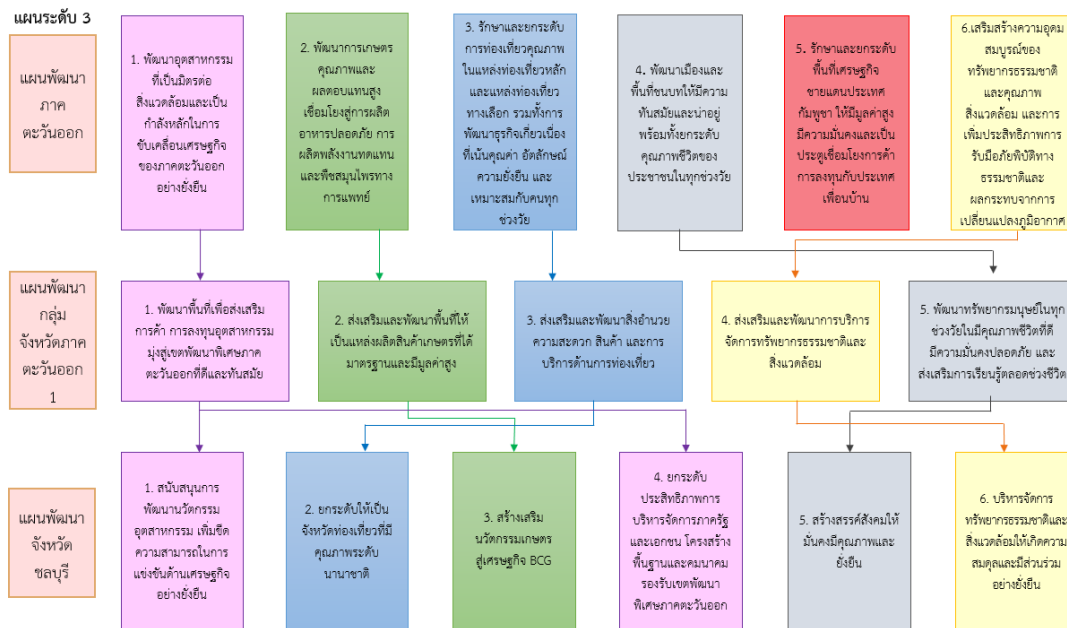 แผนระดับ 3
แผนพัฒนา
ภาค
ตะวันออก
1. พัฒนาอุตสาหกรรม
ที่เป็นมิตรต่อ
สิ่งแวดล้อมและเป็น
กำลังหลักในการ
ขับเคลื่อนเศรษฐกิจ
ของภาคตะวันออก
อย่างยั่งยืน
2. พัฒนาการเกษตร
คุณภาพและ
ผลตอบแทนสูง
เชื่อมโยงสู่การผลิต
อาหารปลอดภัย การ
ผลิตพลังงานทดแทน
และพืชสมุนไพรทาง
การแพทย์
3. รักษาและยกระดับ
การท่องเที่ยวคุณภาพ
ในแหล่งท่องเที่ยวหลัก
และแหล่งท่องเที่ยว
ทางเลือก รวมทั้งการ
พัฒนาธุรกิจเกี่ยวเนื่อง
ที่เน้นคุณค่า อัตลักษณ์
ความยั่งยืน และ
เหมาะสมกับคนทุก
ช่วงวัย
4. พัฒนาเมืองและ
พื้นที่ชนบทให้มีความ
ทันสมัยและน่าอยู่
พร้อมทั้งยกระดับ
คุณภาพชีวิตของ
ประชาชนในทุกช่วงวัย
5. รักษาและยกระดับ
พื้นที่เศรษฐกิจ
ชายแดนประเทศ
กัมพูชา ให้มีมูลค่าสูง
มีความมั่นคงและเป็น
ประตูเชื่อมโยงการค้า
การลงทุนกับประเทศ
เพื่อนบ้าน
6.เสริมสร้างความอุดม
สมบูรณ์ของ
ทรัพยากรธรรมชาติ
และคุณภาพ
สิ่งแวดล้อม และการ
เพิ่มประสิทธิภาพการ
รับมือภัยพิบัติทาง
ธรรมชาติและ
ผลกระทบจากการ
เปลี่ยนแปลงภูมิอากาศ
แผนพัฒนา
กลุ่ม
จังหวัดภาค
ตะวันออก
1
1. พัฒนาพื้นที่เพื่อส่งเสริม
การค้า การลงทุนอุตสาหกรรม
มุ่งสู่เขตพัฒนาพิเศษภาค
ตะวันออกที่ดีและทันสมัย
2. ส่งเสริมและพัฒนาพื้นที่ให้
เป็นแหล่งผลิตสินค้าเกษตรที่ได้
มาตรฐานและมีมูลค่าสูง
3. ส่งเสริมและพัฒนาสิ่งอำนวย
ความสะดวก สินค้า และการ
บริการด้านการท่องเที่ยว
4. ส่งเสริมและพัฒนาการบริการ
จัดการทรัพยากรธรรมชาติและ
สิ่งแวดล้อม
5. พัฒนาทรัพยากรมนุษย์ในทุก
ช่วงวัยในมีคุณภาพชีวิตที่ดี
มีความมั่นคงปลอดภัย และ
ส่งเสริมการเรียนรู้ตลอดช่วงชีวิต
แผนพัฒนา
จังหวัด
ชลบุรี
1. สนับสนุนการ
พัฒนานวัตกรรม
อุตสาหกรรม เพิ่มขีด
ความสามารถในการ
แข่งขันด้านเศรษฐกิจ
อย่างยั่งยืน
2. ยกระดับให้เป็น
จังหวัดท่องเที่ยวที่มี
คุณภาพระดับ
นานาชาติ
3. สร้างเสริม
นวัตกรรมเกษตร
สู่เศรษฐกิจ BCG
4. ยกระดับ
ประสิทธิภาพการ
บริหารจัดการภาครัฐ
และเอกชน โครงสร้าง
พื้นฐานและคมนาคม
รองรับเขตพัฒนา
พิเศษภาคตะวันออก
5. สร้างสรรค์สังคมให้
มั่นคงมีคุณภาพและ
ยั่งยืน
6. บริหารจัดการ
ทรัพยากรธรรมชาติและ
สิ่งแวดล้อมให้เกิดความ
สมดุลและมีส่วนร่วม
อย่างยั่งยืน